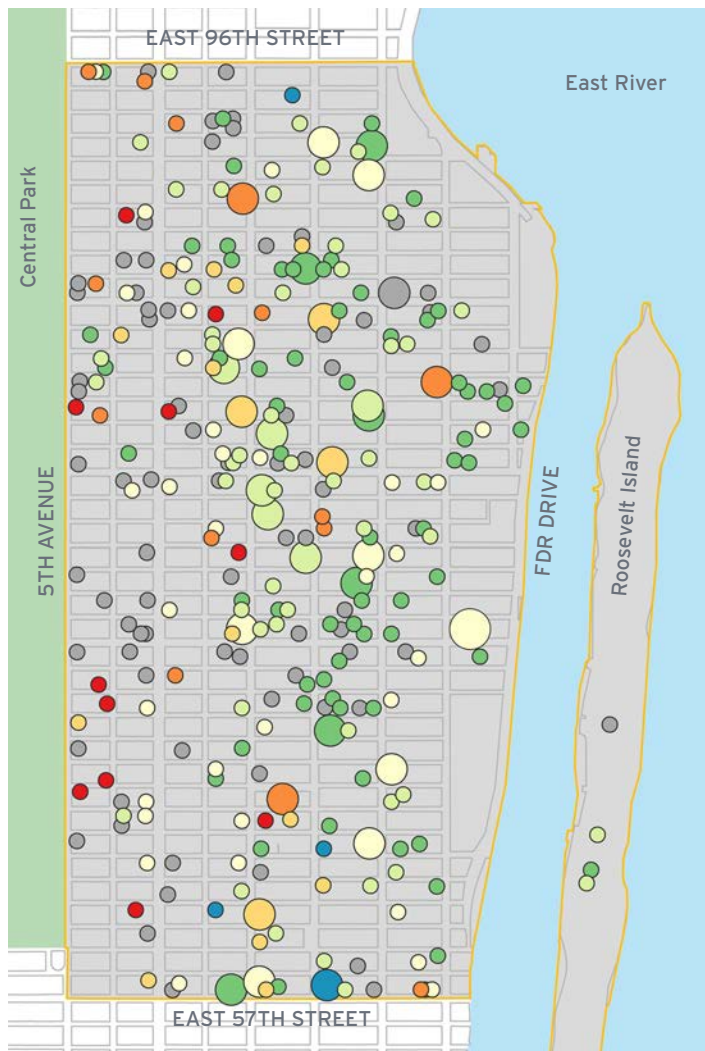 EAST 96TH STREET
East River
Central Park
Roosevelt Island
5TH AVENUE
FDR DRIVE
EAST 57TH STREET